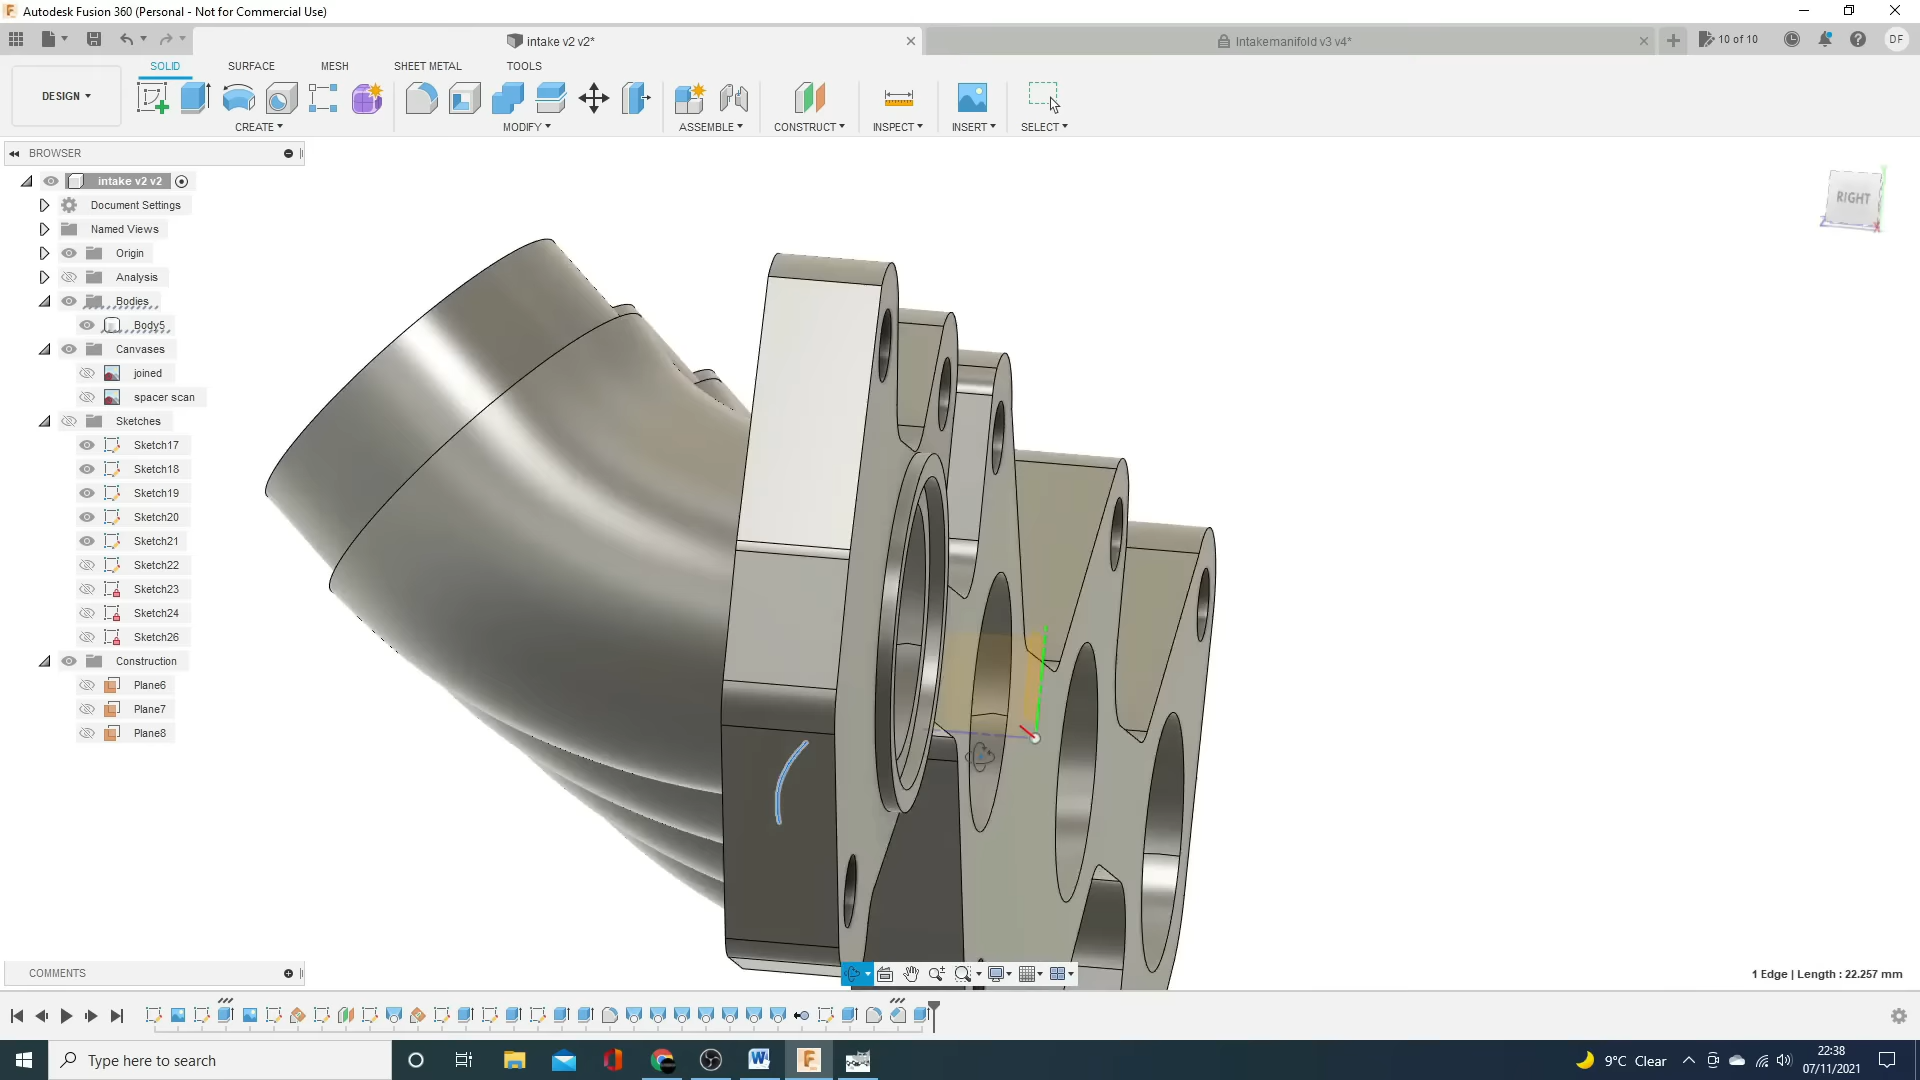 Autodesk Fusion 360 (Personal - Not for Commercial Use)
intake v2 v2*
Intakemanifold v3 v4*
10 of 10
DF
DESIGN
SOLID
SURFACE
MESH
SHEET METAL
TOOLS
CREATE
MODIFY
ASSEMBLE
CONSTRUCT
INSPECT
INSERT
SELECT
BROWSER
intake v2 v2
Document Settings
Named Views
Origin
Analysis
Bodies
Body5
Canvases
joined
spacer scan
Sketches
Sketch17
Sketch18
Sketch19
Sketch20
Sketch21
Sketch22
Sketch23
Sketch24
Sketch26
Construction
Plane6
Plane7
Plane8
RIGHT
COMMENTS
1 Edge | Length : 22.257 mm
Type here to search
9°C Clear
22:38
07/11/2021